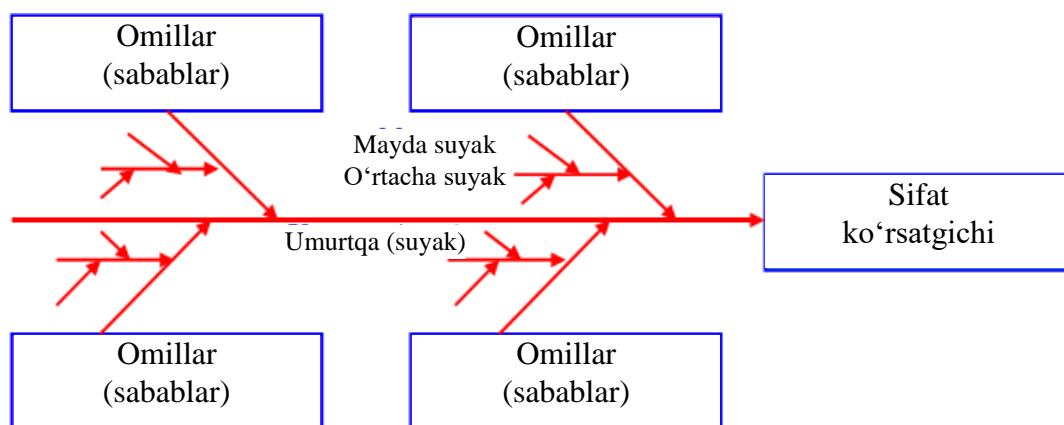 Omillar
(sabablar)
Omillar
(sabablar)
Mayda suyak
O‘rtacha suyak
Umurtqa (suyak)
Sifat
ko‘rsatgichi
Omillar
(sabablar)
Omillar
(sabablar)